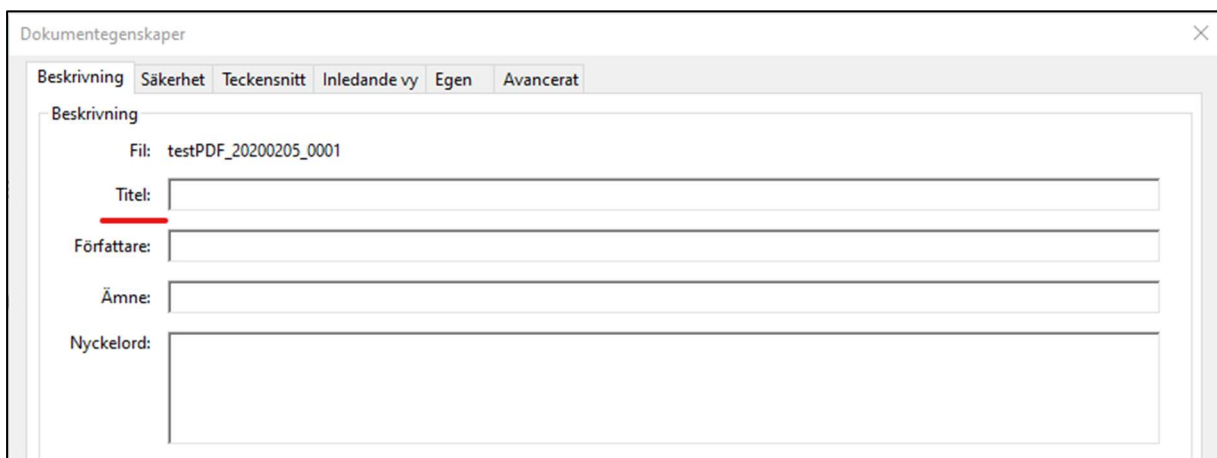 Dokumentegenskaper
Beskrivning Säkerhet Teckensnitt Inledande vy Egen Avancerat
Beskrivning
Fil: testPDF_20200205_0001
Titel:
Författare:
Ämne:
Nyckelord: